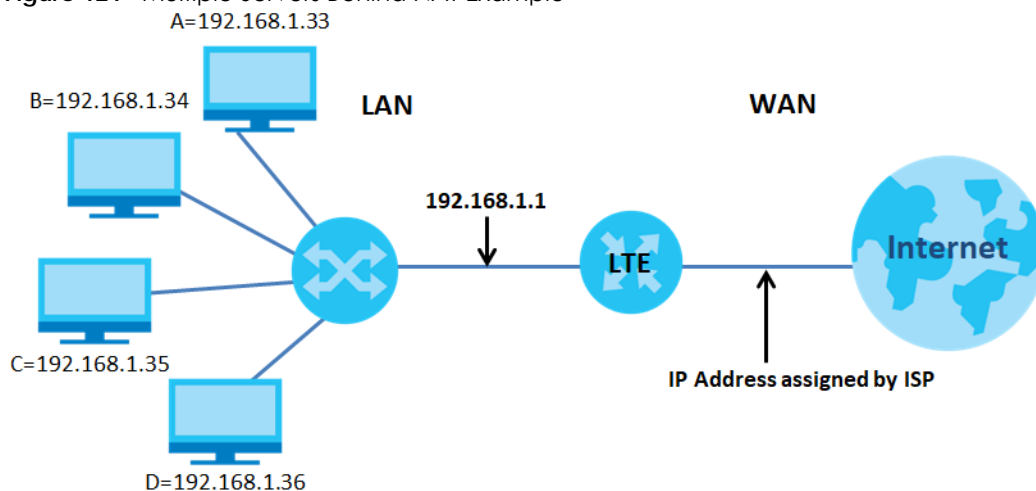 A=192.168.1.33
B=192.168.1.34
LAN
WAN
192.168.1.1
LTE
Internet
C=192.168.1.35
IP Address assigned by ISP
D=192.168.1.36